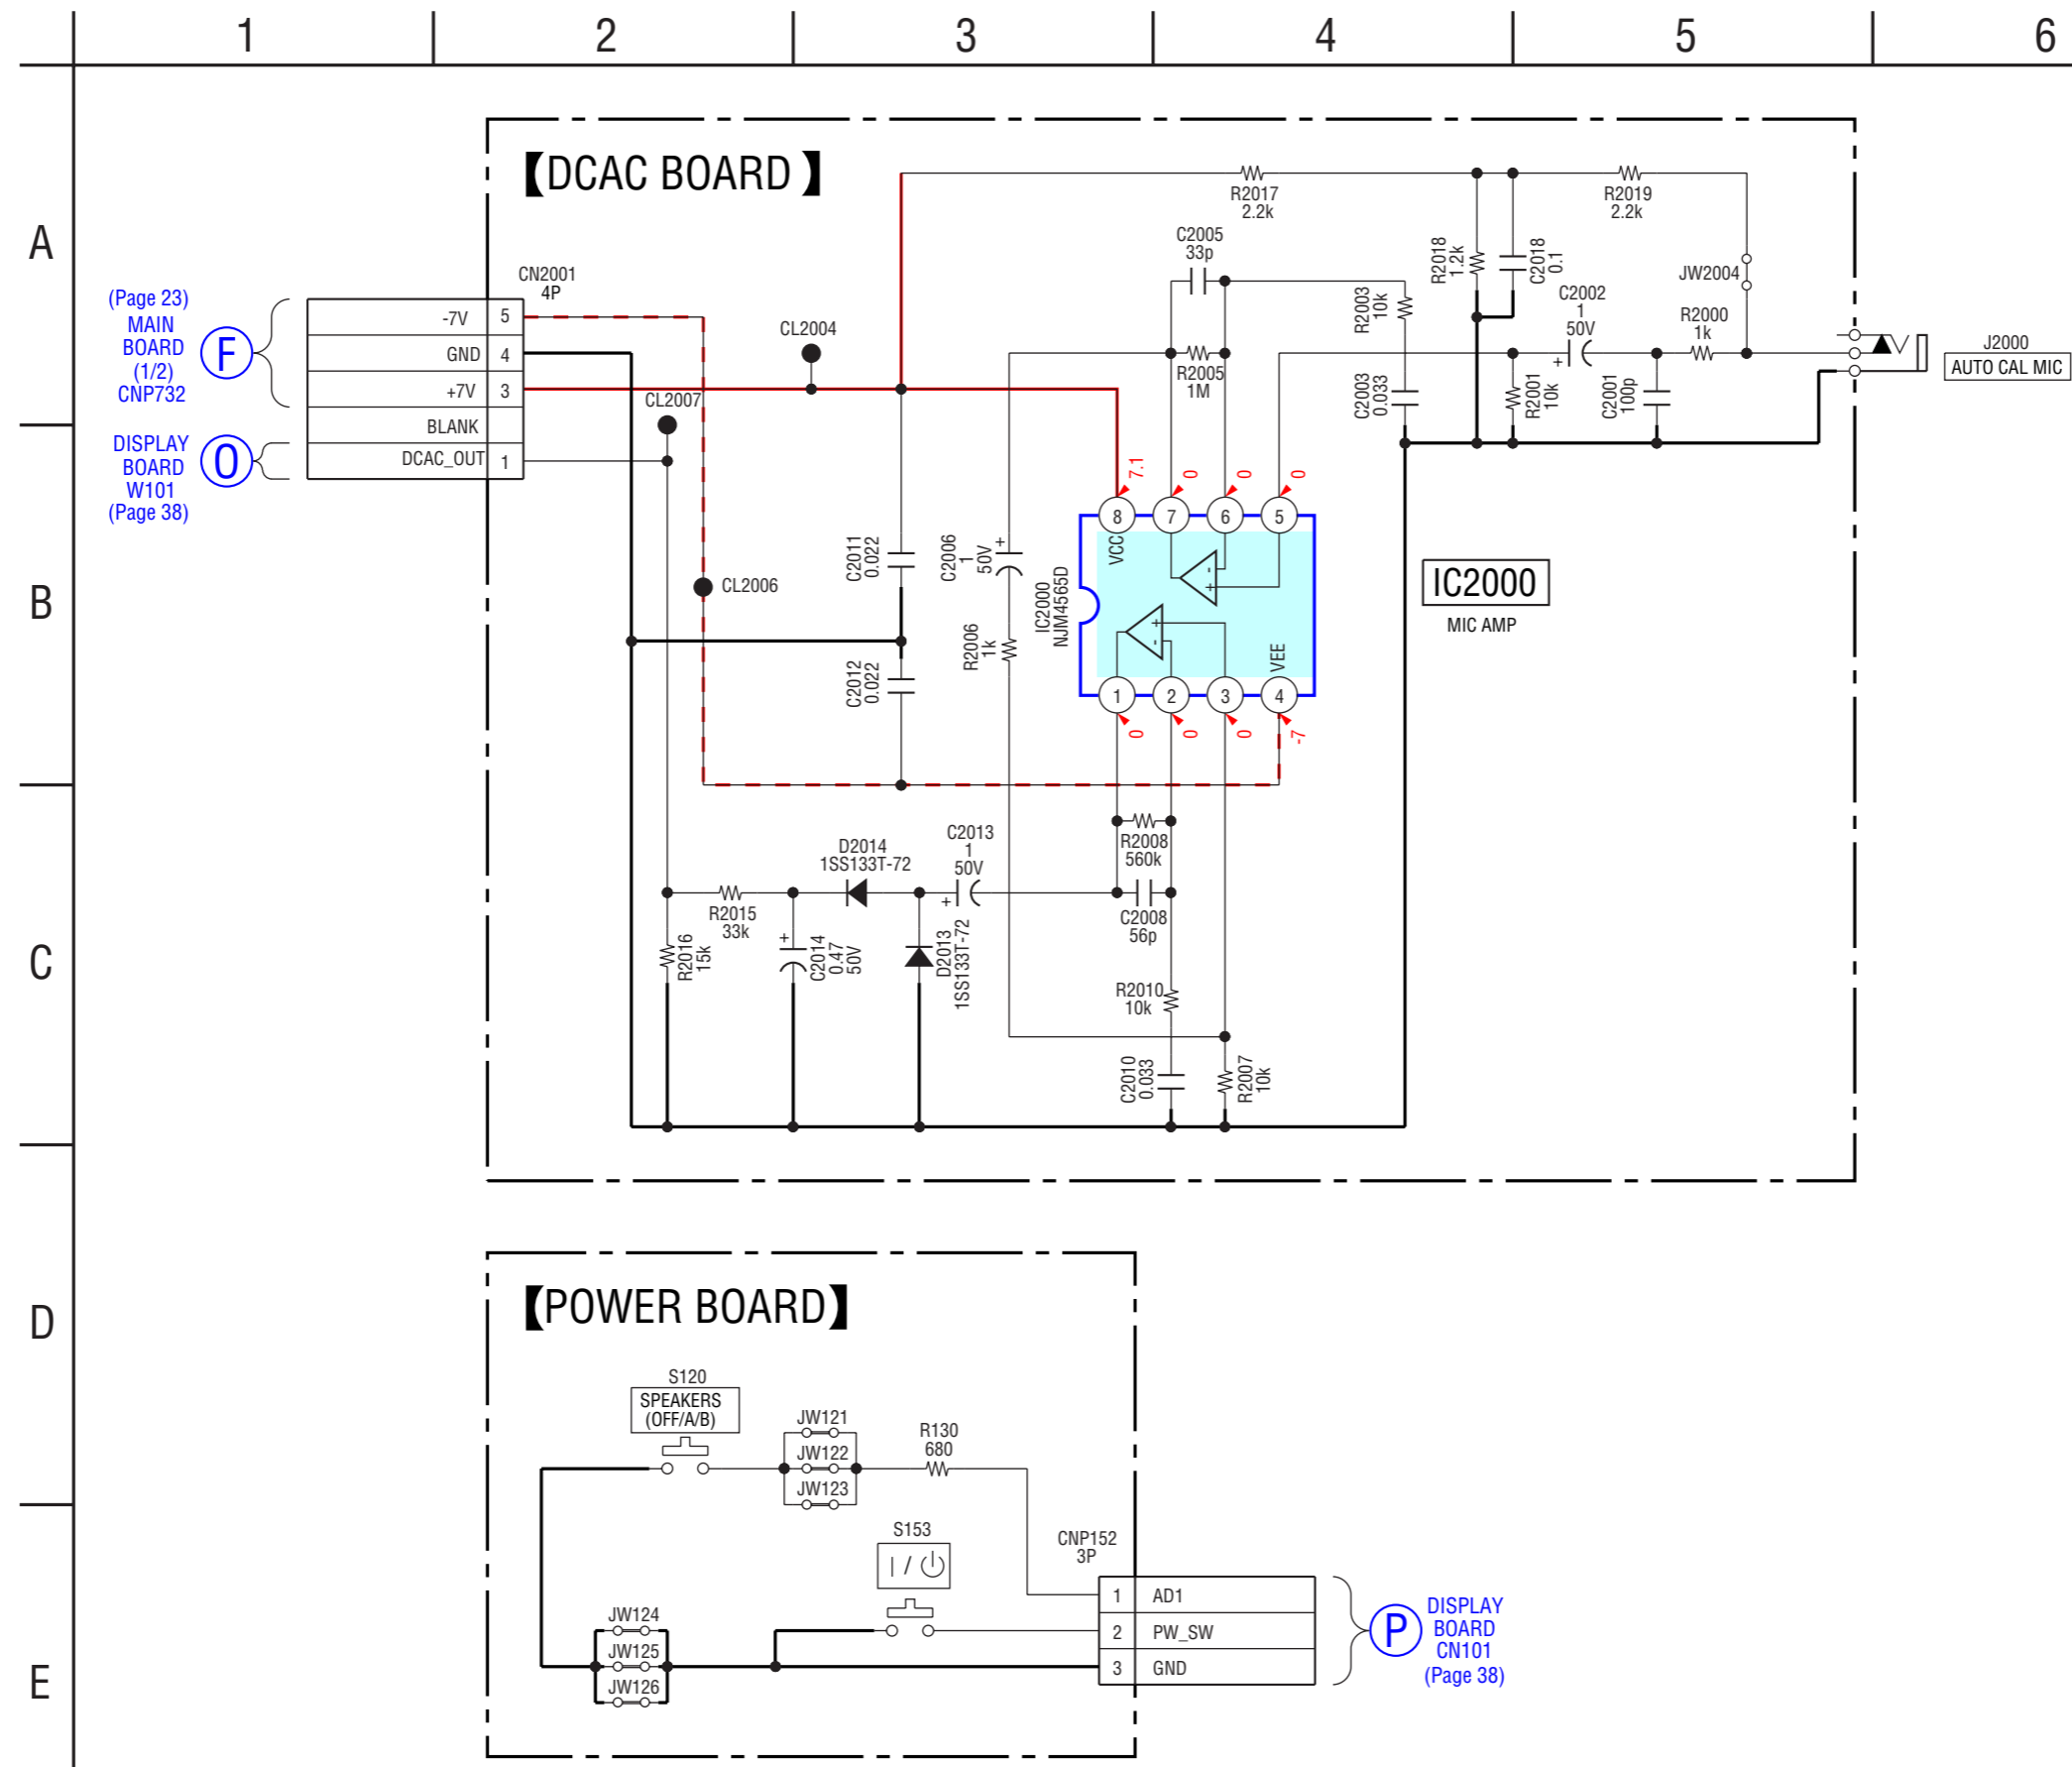 1 2 3 4 5 6
A
B
C
D
E
【DCAC BOARD】
(Page 23)
MAIN
BOARD
(1/2)
CNP732
F
DISPLAY
BOARD
W101
(Page 38)
O
CN2001
4P
-7V 5
GND 4
+7V 3
BLANK
DCAC_OUT 1
CL2004
CL2007
CL2006
R2017
2.2k
R2019
2.2k
C2005
33p
R2005
1M
R2003
10k
C2003
0.033
R2018
1.2k
C2018
0.1
JW2004
C2002
1
50V
+
R2000
1k
R2001
10k
C2001
100p
J2000
AUTO CAL MIC
7.1
0
0
0
8 7 6 5
VCC
-
+
+
-
VEE
1 2 3 4
0
0
0
-7
IC2000
NJM4565D
IC2000
MIC AMP
C2011
0.022
C2012
0.022
C2006
1
50V
+
R2006
1k
R2008
560k
C2008
56p
D2014
1SS133T-72
C2013
1
50V
+
R2015
33k
R2016
15k
+
C2014
0.47
50V
D2013
1SS133T-72
R2010
10k
C2010
0.033
R2007
10k
【POWER BOARD】
S120
SPEAKERS
(OFF/A/B)
JW121
JW122
JW123
R130
680
S153
I / ⏻
CNP152
3P
1 AD1
2 PW_SW
3 GND
JW124
JW125
JW126
P
DISPLAY
BOARD
CN101
(Page 38)